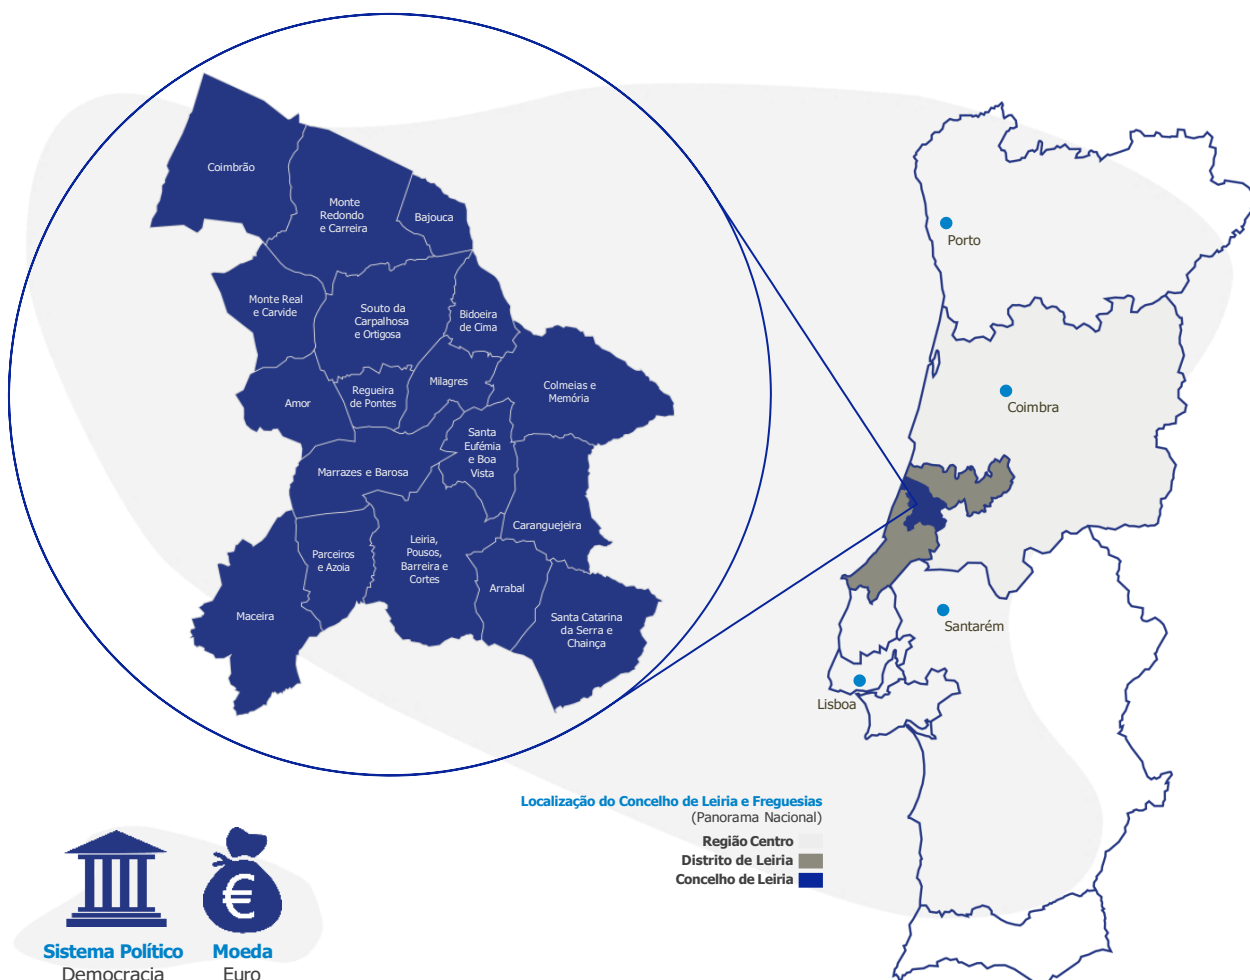 Coimbrão
Monte
Redondo
e Carreira
Bajouca
Monte Real
e Carvide
Souto da
Carpalhosa
e Ortigosa
Bidoeira
de Cima
Amor
Regueira
de Pontes
Milagres
Colmeias e
Memória
Marrazes e Barosa
Santa
Eufémia
e Boa
Vista
Caranguejeira
Parceiros
e Azoia
Leiria,
Pousos,
Barreira e
Cortes
Arrabal
Maceira
Santa Catarina
da Serra e
Chainça
Porto
Coimbra
Santarém
Lisboa
Localização do Concelho de Leiria e Freguesias
(Panorama Nacional)
Região Centro
Distrito de Leiria
Concelho de Leiria
€
Sistema Político
Democracia
Moeda
Euro